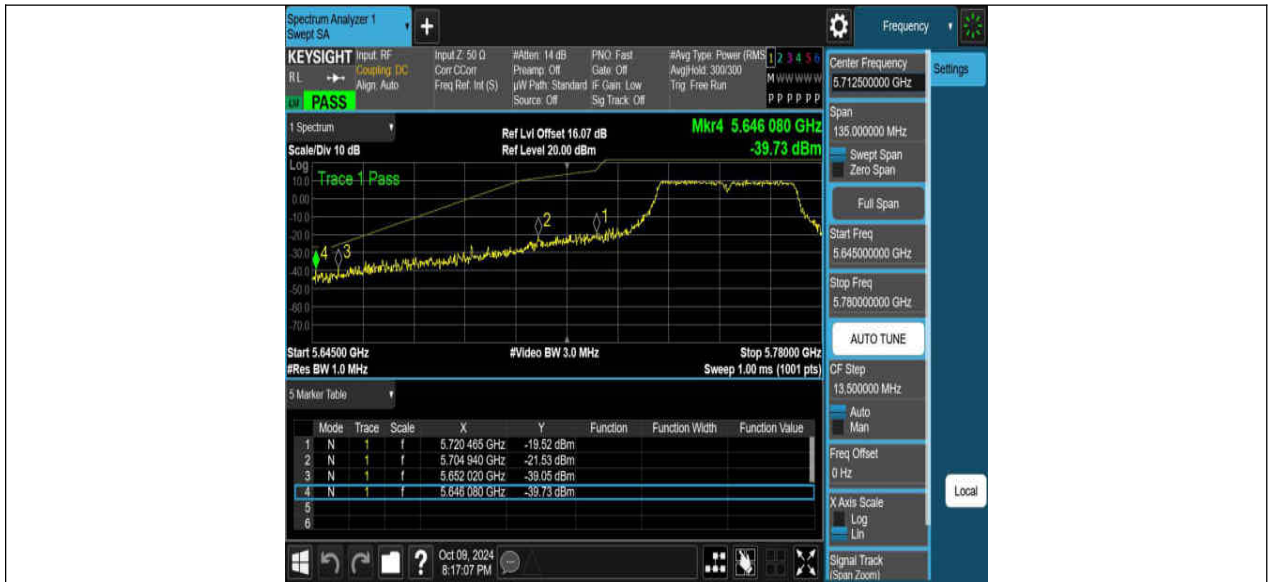 Spectrum Analyzer 1
Swept SA
+
Frequency
KEYSIGHT
RL
PASS
Input: RF
Coupling: DC
Align: Auto
Input Z: 50 Ω
Corr CCorr
Freq Ref: Int (S)
#Atten: 14 dB
Preamp: Off
µW Path: Standard
Source: Off
PNO: Fast
Gate: Off
IF Gain: Low
Sig Track: Off
#Avg Type: Power (RMS
Avg|Hold: 300/300
Trig: Free Run
1 2 3 4 5 6
M W W W W W
P P P P P P
Center Frequency
5.712500000 GHz
Settings
1 Spectrum
Scale/Div 10 dB
Ref Lvl Offset 16.07 dB
Ref Level 20.00 dBm
Mkr4 5.646 080 GHz
-39.73 dBm
Span
135.000000 MHz
Swept Span
Zero Span
Full Span
Start Freq
5.645000000 GHz
Stop Freq
5.780000000 GHz
AUTO TUNE
CF Step
13.500000 MHz
Auto
Man
Freq Offset
0 Hz
X Axis Scale
Log
Lin
Signal Track
(Span Zoom)
Local
Log
Trace 1 Pass
10.0
0.00
-10.0
-20.0
-30.0
-40.0
-50.0
-60.0
-70.0
4
3
2
1
Start 5.64500 GHz
#Video BW 3.0 MHz
Stop 5.78000 GHz
#Res BW 1.0 MHz
Sweep 1.00 ms (1001 pts)
5 Marker Table
Mode Trace Scale X Y Function Function Width Function Value
1 N 1 f 5.720 465 GHz -19.52 dBm
2 N 1 f 5.704 940 GHz -21.53 dBm
3 N 1 f 5.652 020 GHz -39.05 dBm
4 N 1 f 5.646 080 GHz -39.73 dBm
5
6
?
Oct 09, 2024
8:17:07 PM